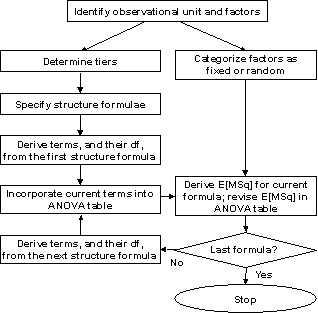 Identify observational unit and factors
Determine tiers
Categorize factors as
fixed or random
Specify structure formulae
Derive terms, and their df,
from the first structure formula
Incorporate current terms into
ANOVA table
Derive E[MSq] for current
formula; revise E[MSq] in
ANOVA table
Derive terms, and their df,
from the next structure formula
Last formula?
No
Yes
Stop